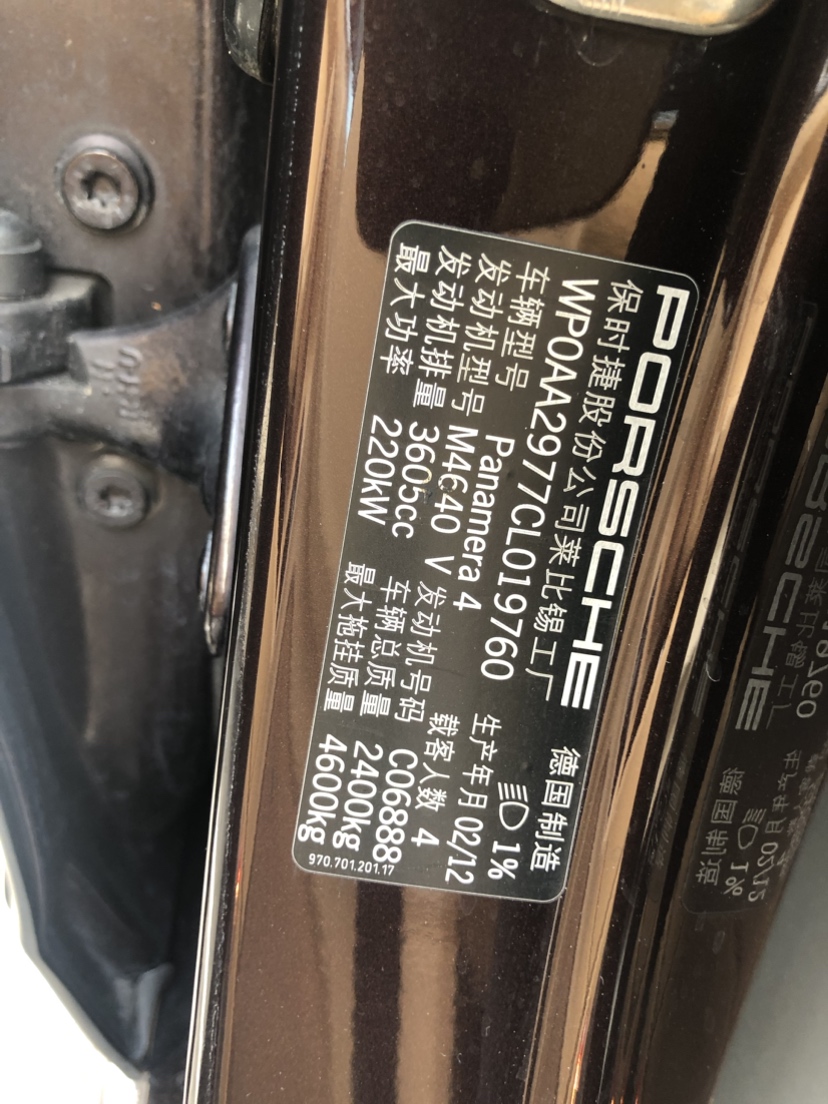 PORSCHE
保时捷股份公司莱比锡工厂 德国制造
WP0AA2977CL019760 1%
车辆型号 Panamera 4 生产年月 02/12
发动机型号 M4640 V 载客人数 4
发动机排量 3605cc 发动机号码 C06888
最大功率 220kW 车辆总质量 2400kg
最大拖挂质量 4600kg
970.701.201.17